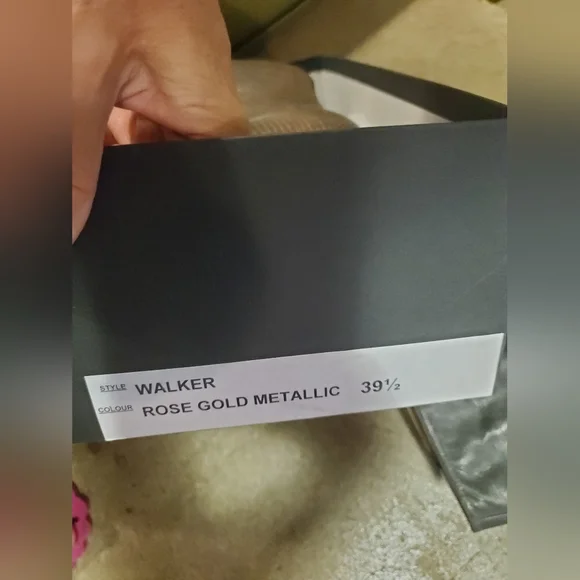 STYLE WALKER
COLOUR ROSE GOLD METALLIC 39½